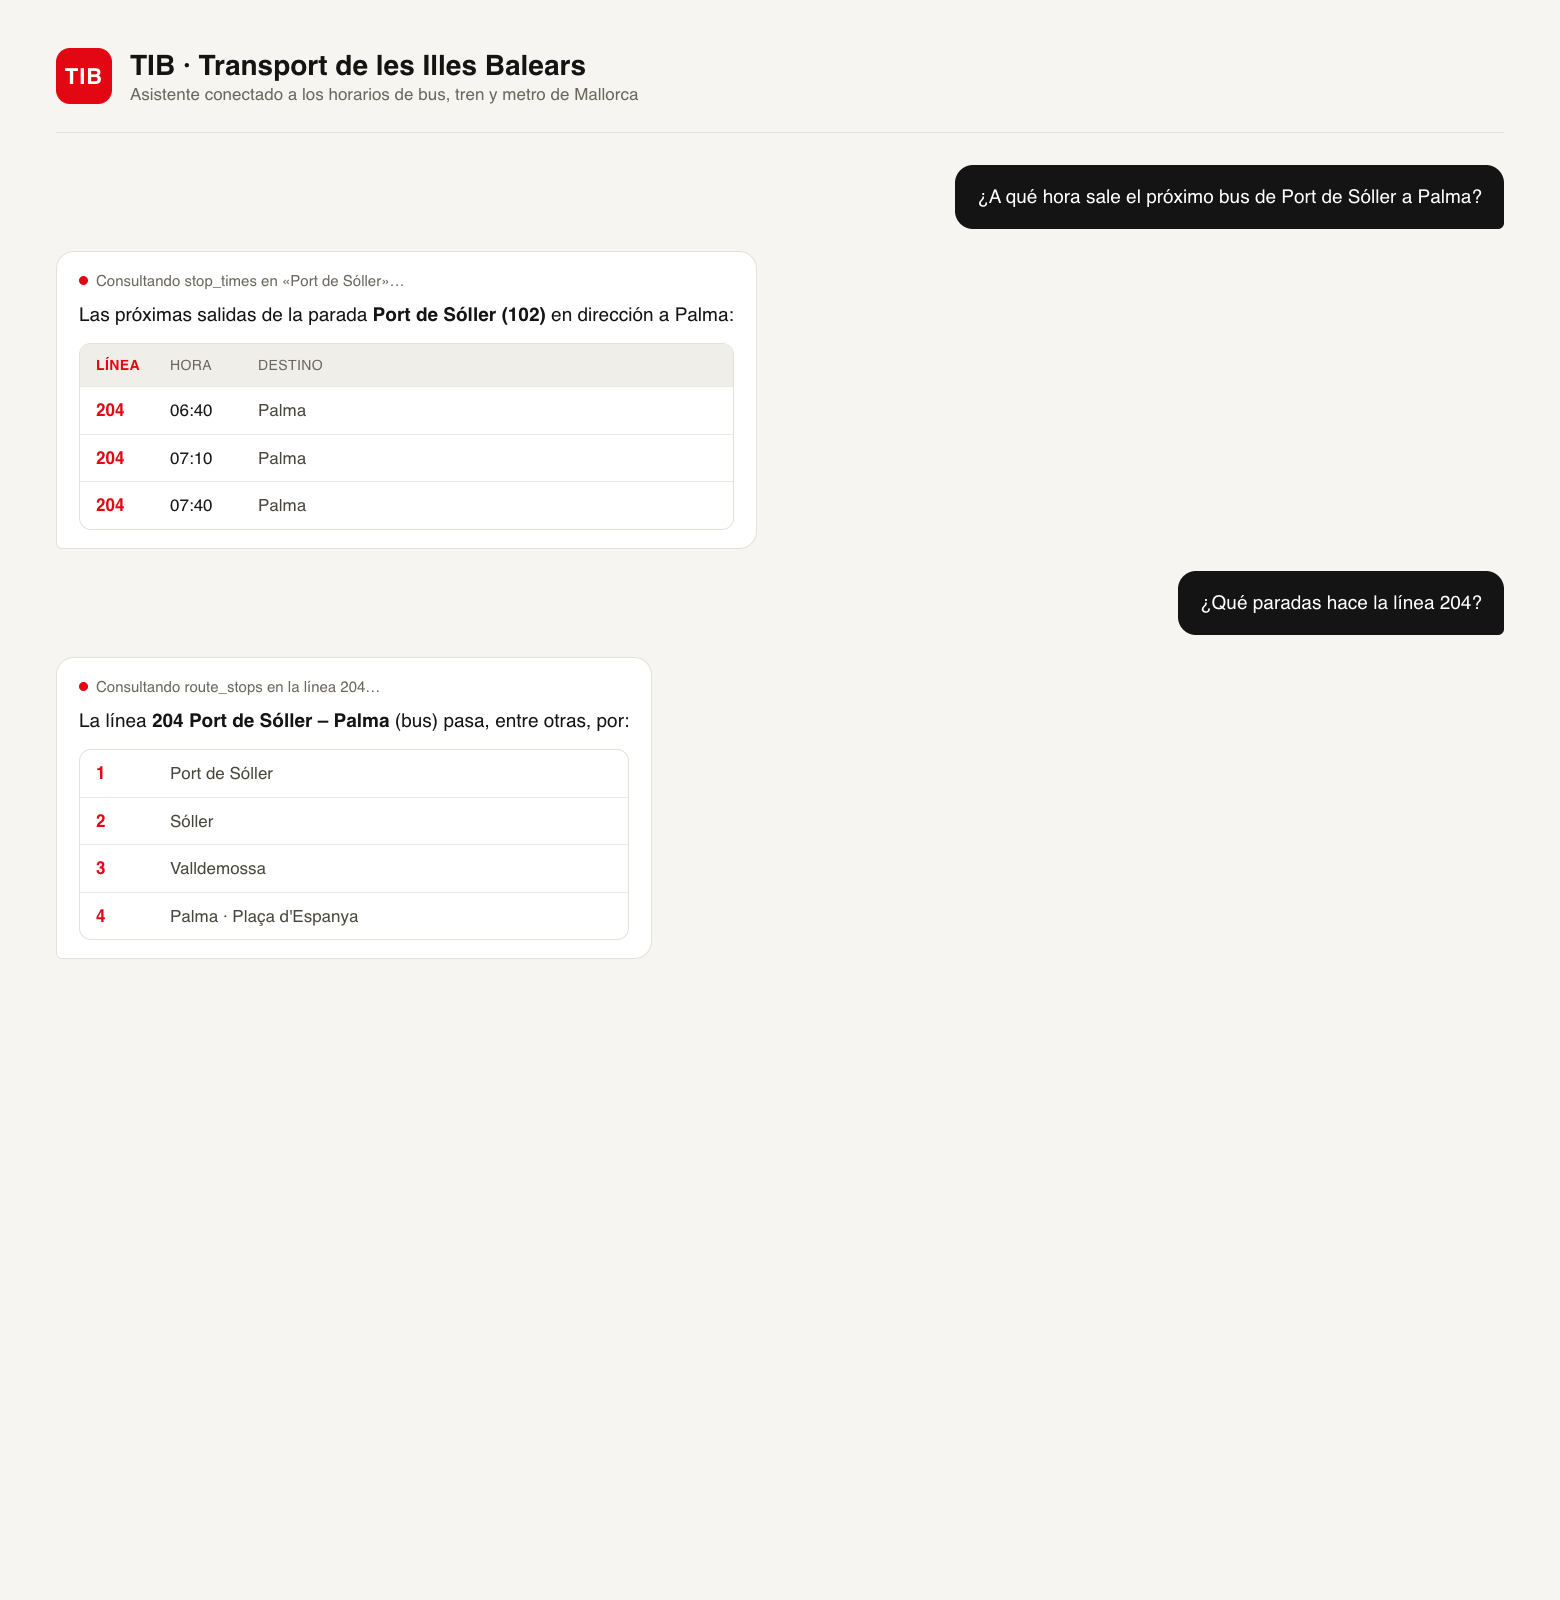 TIB
TIB · Transport de les Illes Balears
Asistente conectado a los horarios de bus, tren y metro de Mallorca
¿A qué hora sale el próximo bus de Port de Sóller a Palma?
Consultando stop_times en «Port de Sóller»…
Las próximas salidas de la parada Port de Sóller (102) en dirección a Palma:
LÍNEA HORA DESTINO
204 06:40 Palma
204 07:10 Palma
204 07:40 Palma
¿Qué paradas hace la línea 204?
Consultando route_stops en la línea 204…
La línea 204 Port de Sóller – Palma (bus) pasa, entre otras, por:
1 Port de Sóller
2 Sóller
3 Valldemossa
4 Palma · Plaça d'Espanya